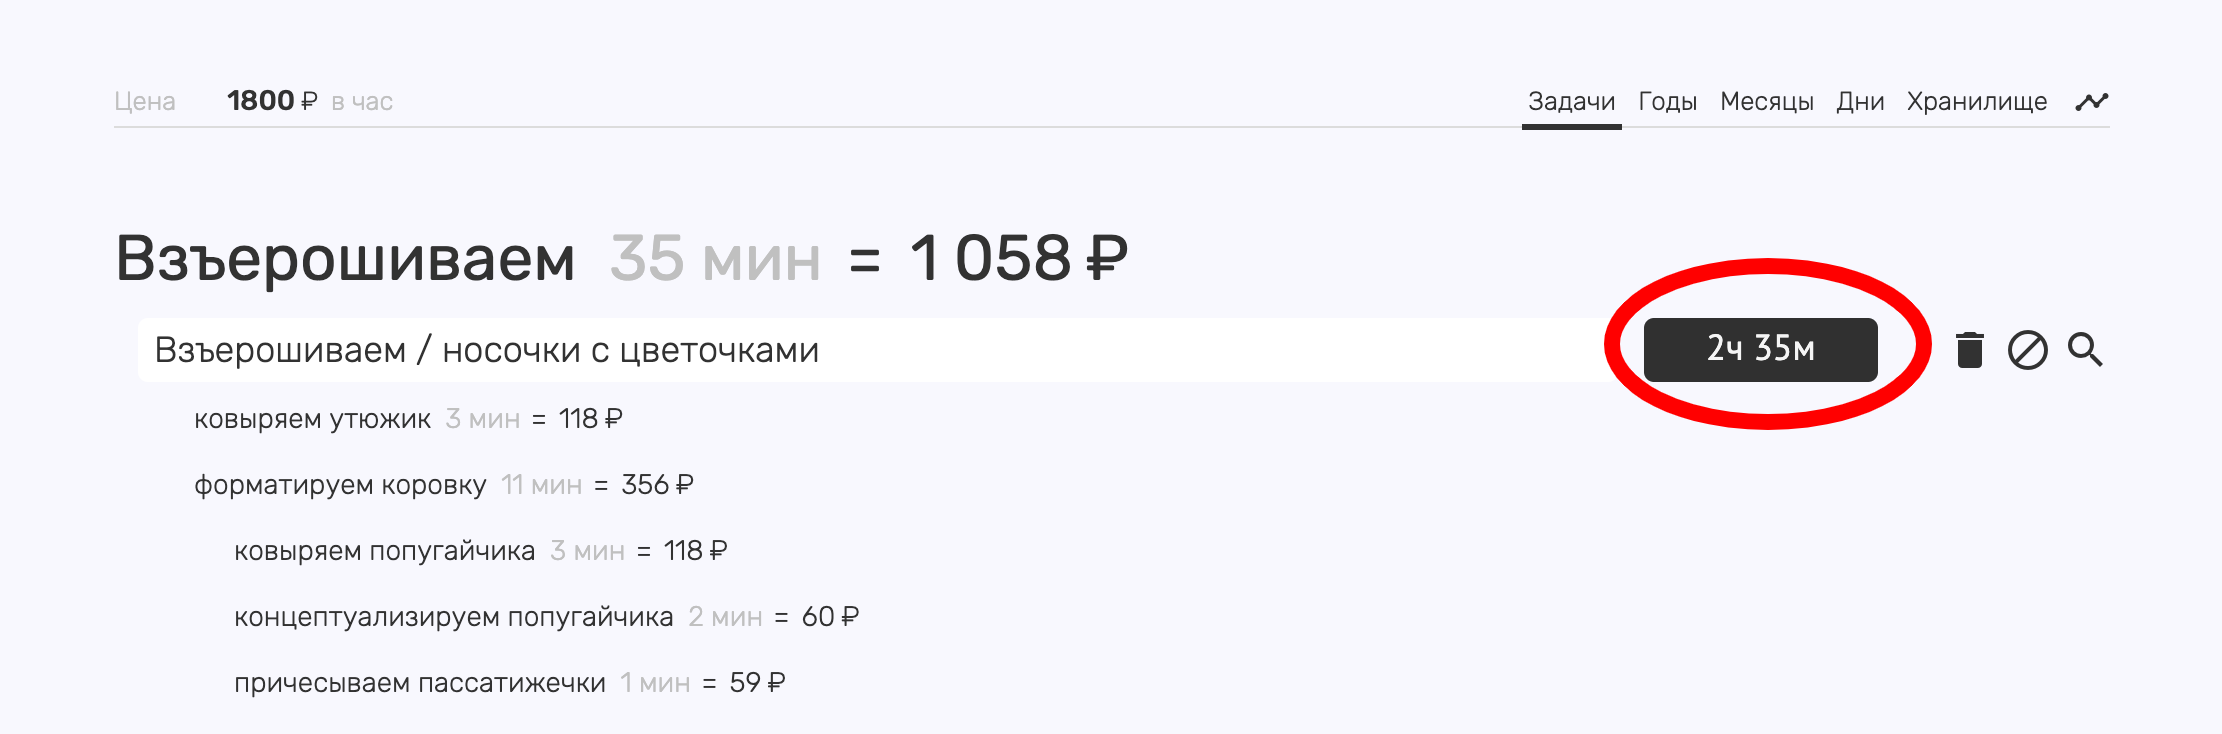 Цена 1800 ₽ в час Задачи Годы Месяцы Дни Хранилище
Взъерошиваем 35 мин = 1 058 ₽
Взъерошиваем / носочки с цветочками 2ч 35м
ковыряем утюжик 3 мин = 118 ₽
форматируем коровку 11 мин = 356 ₽
ковыряем попугайчика 3 мин = 118 ₽
концептуализируем попугайчика 2 мин = 60 ₽
причесываем пассатижечки 1 мин = 59 ₽